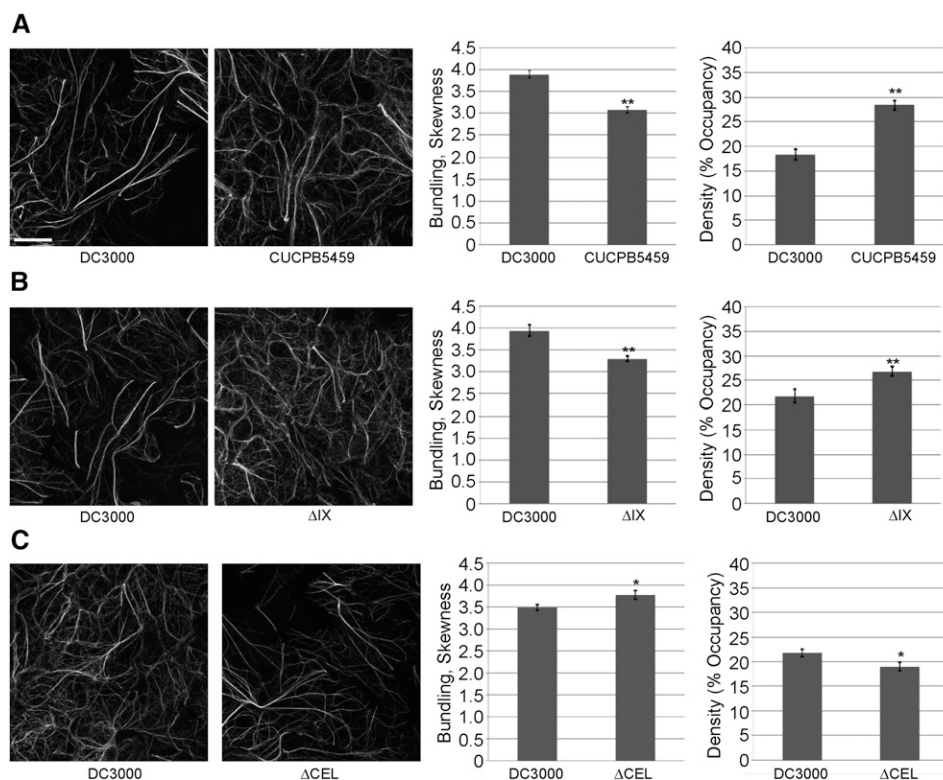 A
DC3000
CUCPB5459
Bundling, Skewness
4.5
4.0
3.5
3.0
2.5
2.0
1.5
1.0
0.5
0
**
DC3000
CUCPB5459
Density (% Occupancy)
40
35
30
25
20
15
10
5
0
**
DC3000
CUCPB5459
B
DC3000
ΔIX
Bundling, Skewness
4.5
4.0
3.5
3.0
2.5
2.0
1.5
1.0
0.5
0
**
DC3000
ΔIX
Density (% Occupancy)
40
35
30
25
20
15
10
5
0
**
DC3000
ΔIX
C
DC3000
ΔCEL
Bundling, Skewness
4.5
4.0
3.5
3.0
2.5
2.0
1.5
1.0
0.5
0
*
DC3000
ΔCEL
Density (% Occupancy)
40
35
30
25
20
15
10
5
0
*
DC3000
ΔCEL